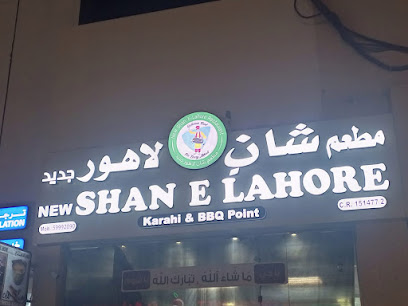 مطعم شانِ لاهور جديد
NEW SHAN E LAHORE
Karahi & BBQ Point
C.R. 151477 2
ما شاء الله تبارك الله